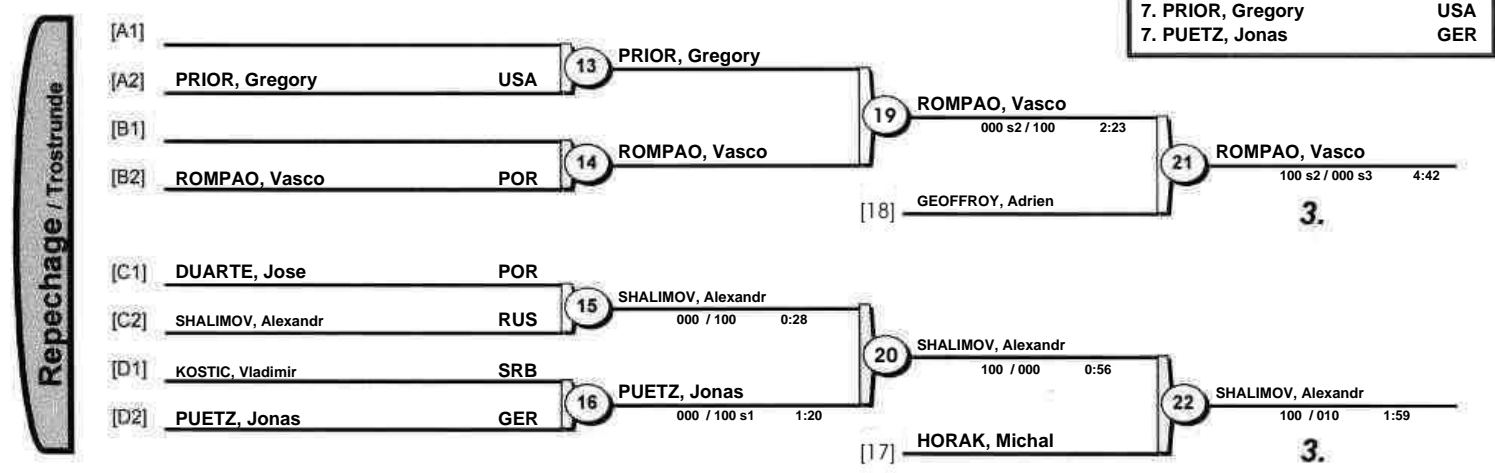 7. PRIOR, Gregory USA
7. PUETZ, Jonas GER
Repechage / Trostrunde
[A1]
13 PRIOR, Gregory
[A2] PRIOR, Gregory USA
19 ROMPAO, Vasco
000 s2 / 100 2:23
[B1]
14 ROMPAO, Vasco
[B2] ROMPAO, Vasco POR
21 ROMPAO, Vasco
100 s2 / 000 s3 4:42
[18] GEOFFROY, Adrien
3.
[C1] DUARTE, Jose POR
15 SHALIMOV, Alexandr
000 / 100 0:28
[C2] SHALIMOV, Alexandr RUS
20 SHALIMOV, Alexandr
100 / 000 0:56
[D1] KOSTIC, Vladimir SRB
16 PUETZ, Jonas
000 / 100 s1 1:20
[D2] PUETZ, Jonas GER
22 SHALIMOV, Alexandr
100 / 010 1:59
[17] HORAK, Michal
3.